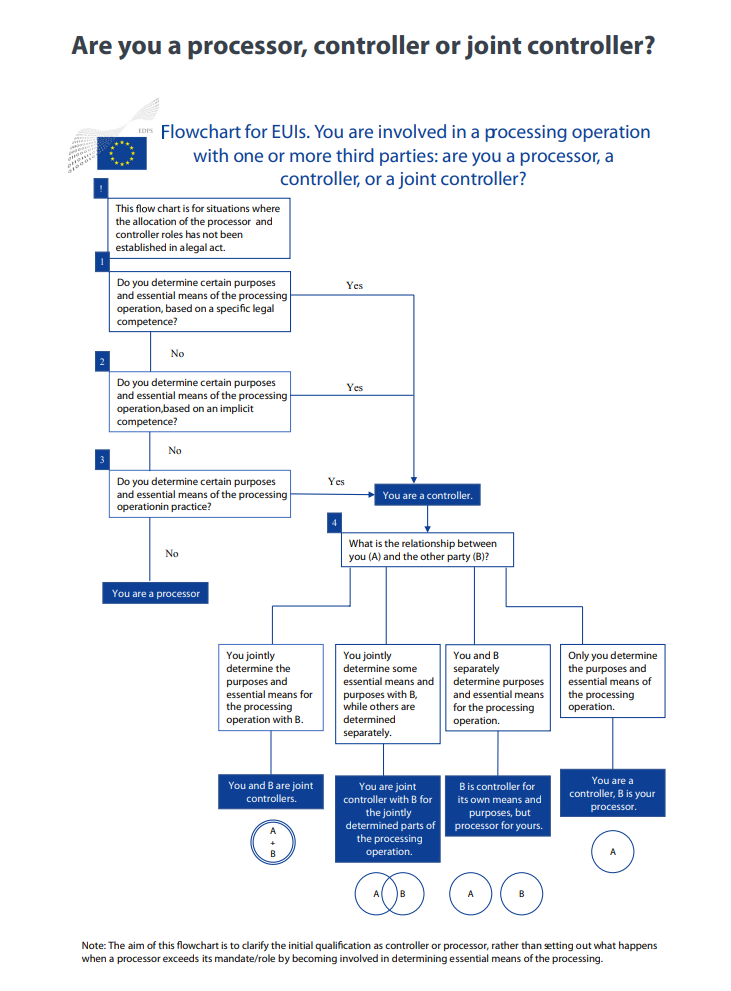 Are you a processor, controller or joint controller?
EDPS
Flowchart for EUIs. You are involved in a processing operation
with one or more third parties: are you a processor, a
controller, or a joint controller?
!
This flow chart is for situations where
the allocation of the processor and
controller roles has not been
established in a legal act.
1
Do you determine certain purposes
and essential means of the processing
operation, based on a specific legal
competence?
Yes
No
2
Do you determine certain purposes
and essential means of the processing
operation,based on an implicit
competence?
Yes
No
3
Do you determine certain purposes
and essential means of the processing
operationin practice?
Yes
You are a controller.
No
You are a processor
4
What is the relationship between
you (A) and the other party (B)?
You jointly
determine the
purposes and
essential means for
the processing
operation with B.
You jointly
determine some
essential means and
purposes with B,
while others are
determined
separately.
You and B
separately
determine purposes
and essential means
for the processing
operation.
Only you determine
the purposes and
essential means of
the processing
operation.
You and B are joint
controllers.
You are joint
controller with B for
the jointly
determined parts of
the processing
operation.
B is controller for
its own means and
purposes, but
processor for yours.
You are a
controller, B is your
processor.
A
+
B
A B
A B
A
Note: The aim of this flowchart is to clarify the initial qualification as controller or processor, rather than setting out what happens
when a processor exceeds its mandate/role by becoming involved in determining essential means of the processing.